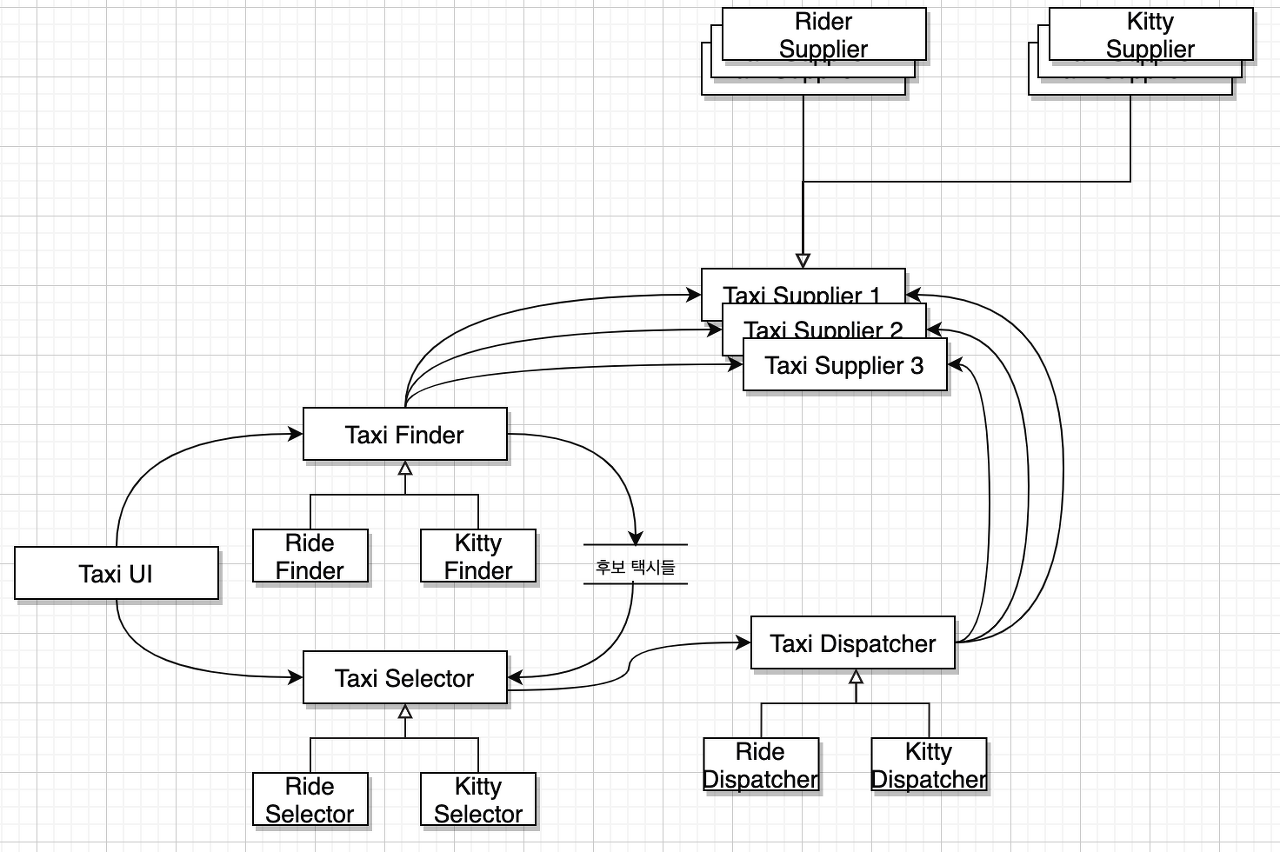 Rider
Supplier
Kitty
Supplier
Taxi Supplier 1
Taxi Supplier 2
Taxi Supplier 3
Taxi Finder
Ride
Finder
Kitty
Finder
Taxi UI
후보 택시들
Taxi Selector
Taxi Dispatcher
Ride
Selector
Kitty
Selector
Ride
Dispatcher
Kitty
Dispatcher